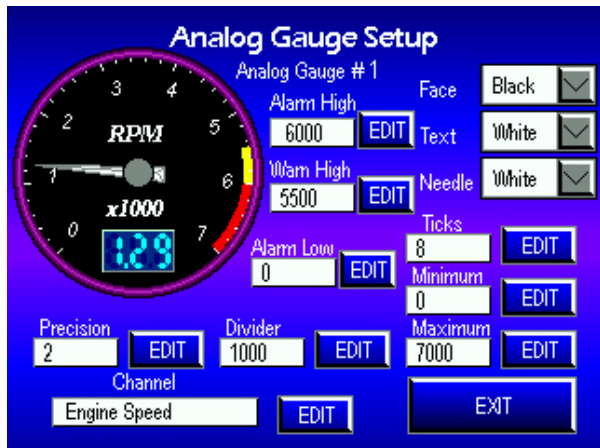 Analog Gauge Setup
Analog Gauge #1
Face
Black
Alarm High
6000
EDIT
Text
White
Warn High
5500
EDIT
Needle
White
0
1
2
3
4
5
6
7
RPM
x1000
1.29
Alarm Low
0
EDIT
Ticks
8
EDIT
Minimum
0
EDIT
Precision
2
EDIT
Divider
1000
EDIT
Maximum
7000
EDIT
Channel
Engine Speed
EDIT
EXIT